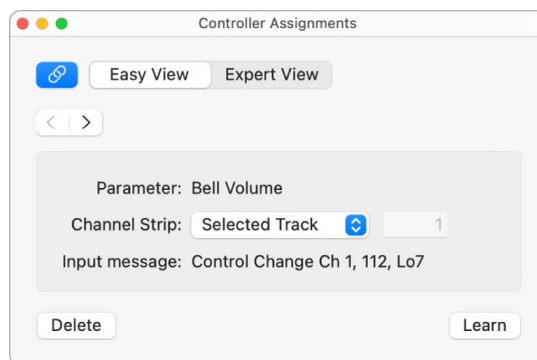 Controller Assignments
Easy View Expert View
Parameter: Bell Volume
Channel Strip: Selected Track 1
Input message: Control Change Ch 1, 112, Lo7
Delete Learn